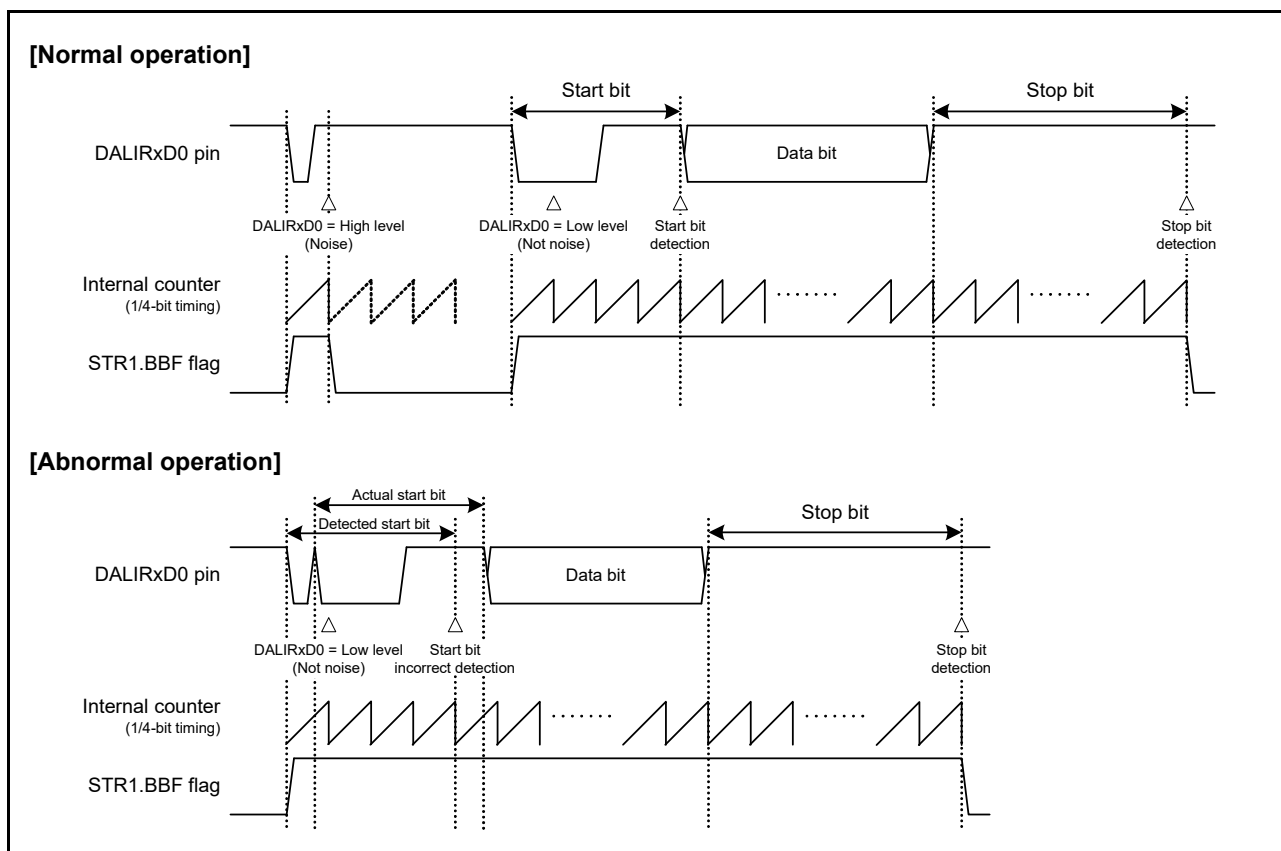 [Normal operation]
Start bit
Stop bit
DALIRxD0 pin
Data bit
DALIRxD0 = High level
(Noise)
DALIRxD0 = Low level
(Not noise)
Start bit
detection
Stop bit
detection
Internal counter
(1/4-bit timing)
STR1.BBF flag
[Abnormal operation]
Actual start bit
Detected start bit
Stop bit
DALIRxD0 pin
Data bit
DALIRxD0 = Low level
(Not noise)
Start bit
incorrect detection
Stop bit
detection
Internal counter
(1/4-bit timing)
STR1.BBF flag